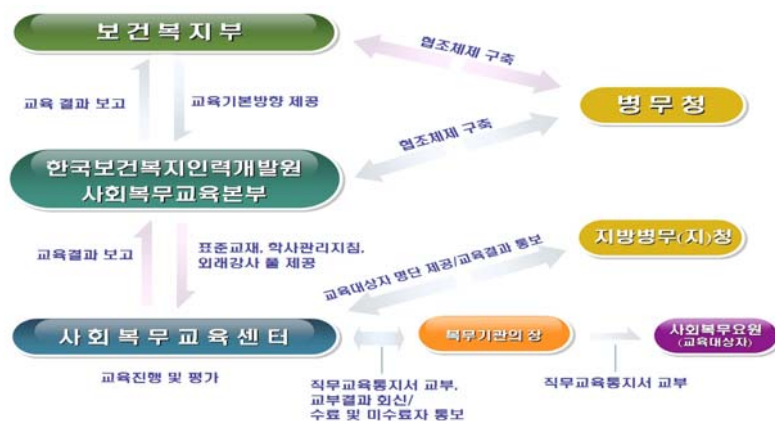 보건복지부
협조체제 구축
교육 결과 보고
교육기본방향 제공
병무청
협조체제 구축
한국보건복지인력개발원
사회복무교육본부
교육결과 보고
표준교재, 학사관리지침,
외래강사 풀 제공
지방병무(지)청
교육대상자 명단 제공/교육결과 통보
사회복무교육센터
복무기관의 장
사회복무요원
(교육대상자)
교육진행 및 평가
직무교육통지서 교부,
교부결과 회신/
수료 및 미수료자 통보
직무교육통지서 교부